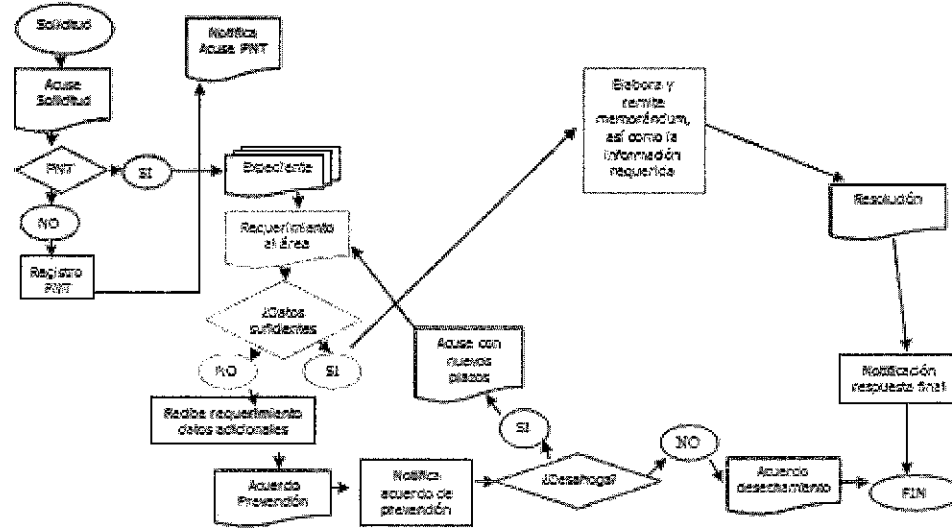 Solicitud
Notifica
Acuse PNT
Acuse
Solicitud
PNT
SI
Expediente
NO
Registro
PNT
Requerimiento
al área
¿Datos
suficientes
NO
SI
Recibe requerimiento
datos adicionales
Acuerdo
Prevención
Notifica
acuerdo de
prevención
¿Desahoga?
SI
Acuse con
nuevos
plazos
NO
Acuerdo
desechamiento
Elabora y
remite
memorándum,
así como la
información
requerida
Resolución
Notificación
respuesta final
FIN